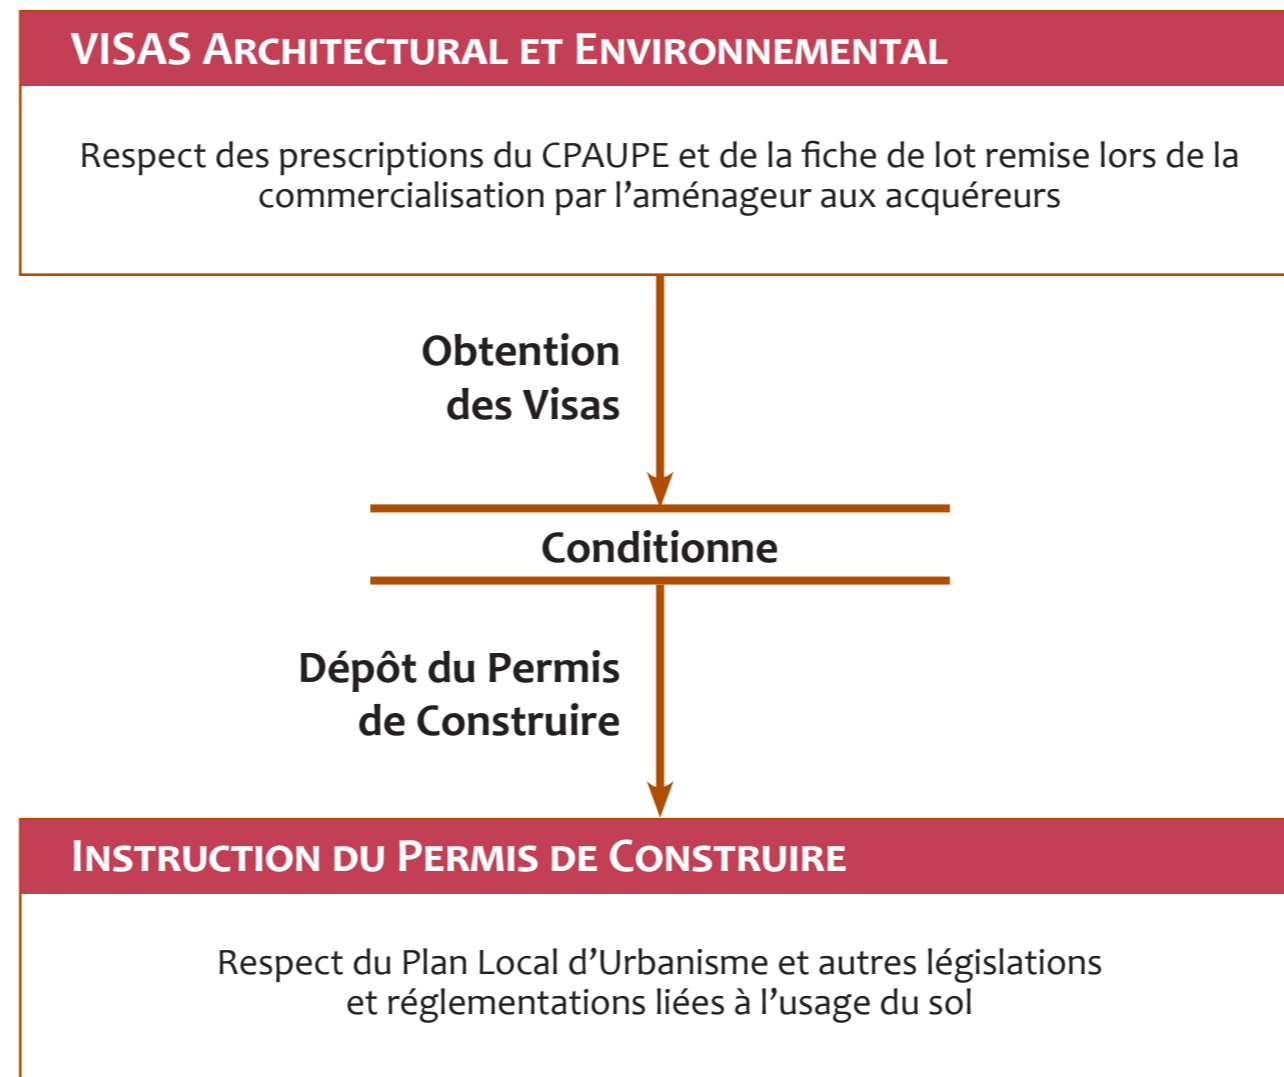 VISAS Architectural et Environnemental
Respect des prescriptions du CPAUPE et de la fiche de lot remise lors de la
commercialisation par l’aménageur aux acquéreurs
Obtention
des Visas
Conditionne
Dépôt du Permis
de Construire
Instruction du Permis de Construire
Respect du Plan Local d’Urbanisme et autres législations
et réglementations liées à l’usage du sol